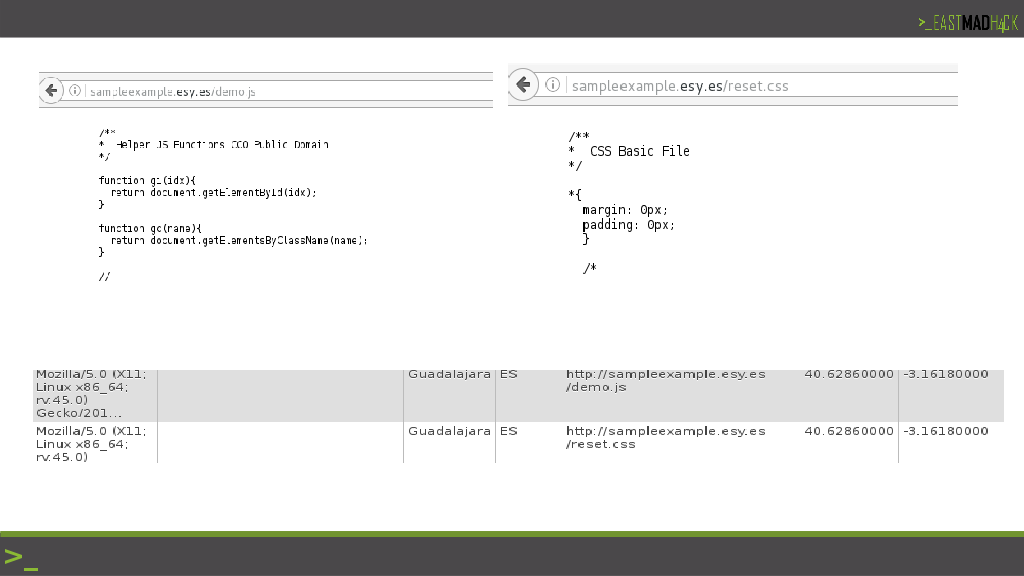 >_EASTMADH4CK
sampleexample.esy.es/demo.js
/**
* Helper JS Functions CC0 Public Domain
*/
function gi(idx){
return document.getElementById(idx);
}
function gc(name){
return document.getElementsByClassName(name);
}
//
sampleexample.esy.es/reset.css
/**
* CSS Basic File
*/
*{
margin: 0px;
padding: 0px;
}
/*
Mozilla/5.0 (X11; Guadalajara ES http://sampleexample.esy.es 40.62860000 -3.16180000
Linux x86_64; /demo.js
rv:45.0)
Gecko/201...
Mozilla/5.0 (X11; Guadalajara ES http://sampleexample.esy.es 40.62860000 -3.16180000
Linux x86_64; /reset.css
rv:45.0)
>_